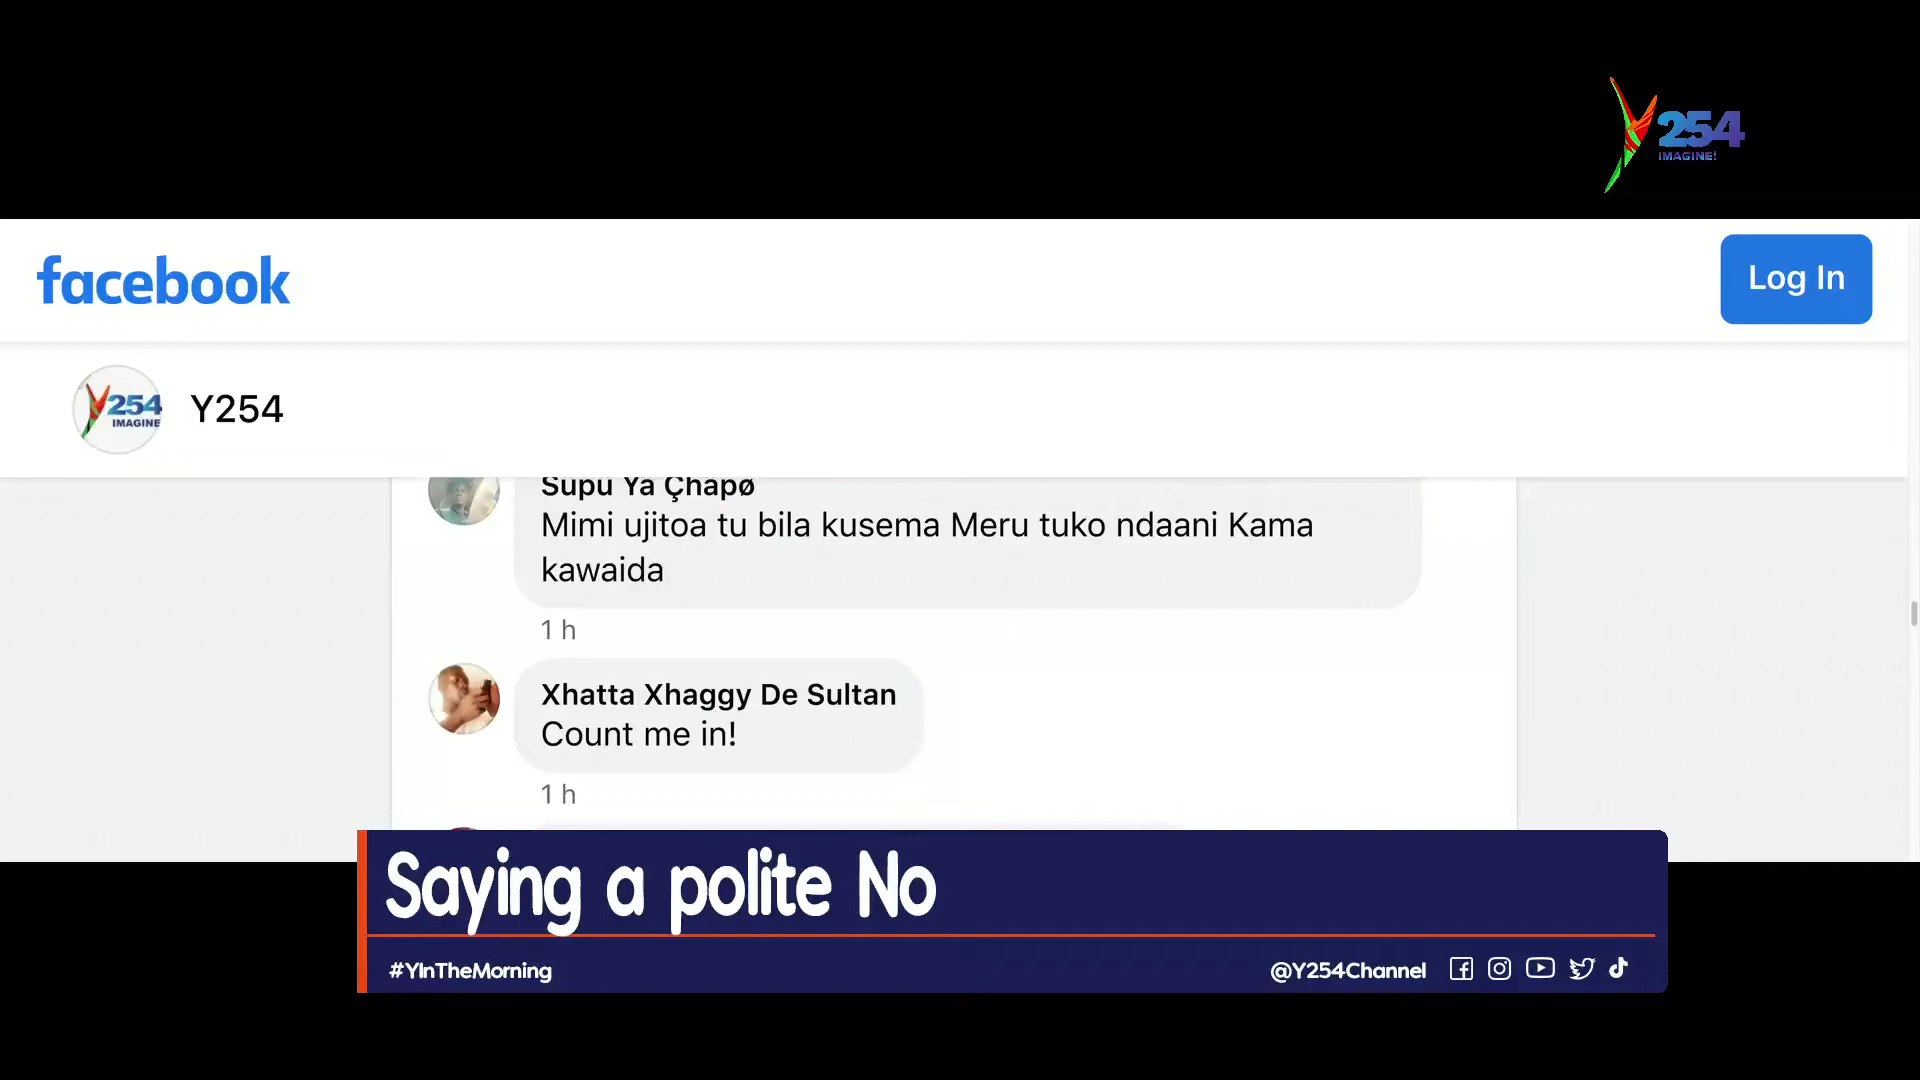 254
IMAGINE!
facebook
Log In
254
IMAGINE
Y254
Supu Ya Çhapø
Mimi ujitoa tu bila kusema Meru tuko ndaani Kama
kawaida
1 h
Xhatta Xhaggy De Sultan
Count me in!
1 h
Saying a polite No
#YInTheMorning
@Y254Channel